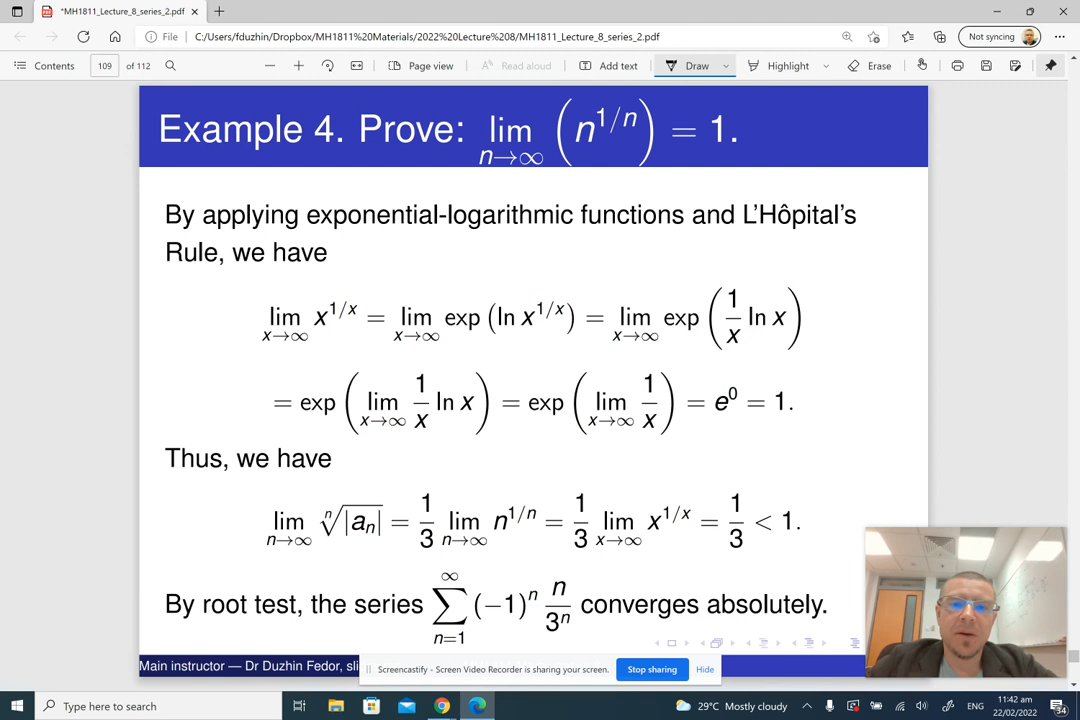 *MH1811_Lecture_8_series_2.pdf
File C:/Users/fduzhin/Dropbox/MH1811%20Materials/2022%20Lecture%208/MH1811_Lecture_8_series_2.pdf Not syncing
Contents 109 of 112 Page view Read aloud Add text Draw Highlight Erase
Example 4. Prove: lim_{n→∞} (n^{1/n}) = 1.
By applying exponential-logarithmic functions and L'Hôpital's
Rule, we have
lim_{x→∞} x^{1/x} = lim_{x→∞} exp (ln x^{1/x}) = lim_{x→∞} exp (1/x ln x)
= exp (lim_{x→∞} 1/x ln x) = exp (lim_{x→∞} 1/x) = e^0 = 1.
Thus, we have
lim_{n→∞} ⁿ√|a_n| = 1/3 lim_{n→∞} n^{1/n} = 1/3 lim_{x→∞} x^{1/x} = 1/3 < 1.
By root test, the series ∑_{n=1}^{∞} (−1)^n n/3^n converges absolutely.
Main instructor — Dr Duzhin Fedor, sli
Screencastify - Screen Video Recorder is sharing your screen. Stop sharing Hide
Type here to search 29°C Mostly cloudy ENG 11:42 am
22/02/2022 34